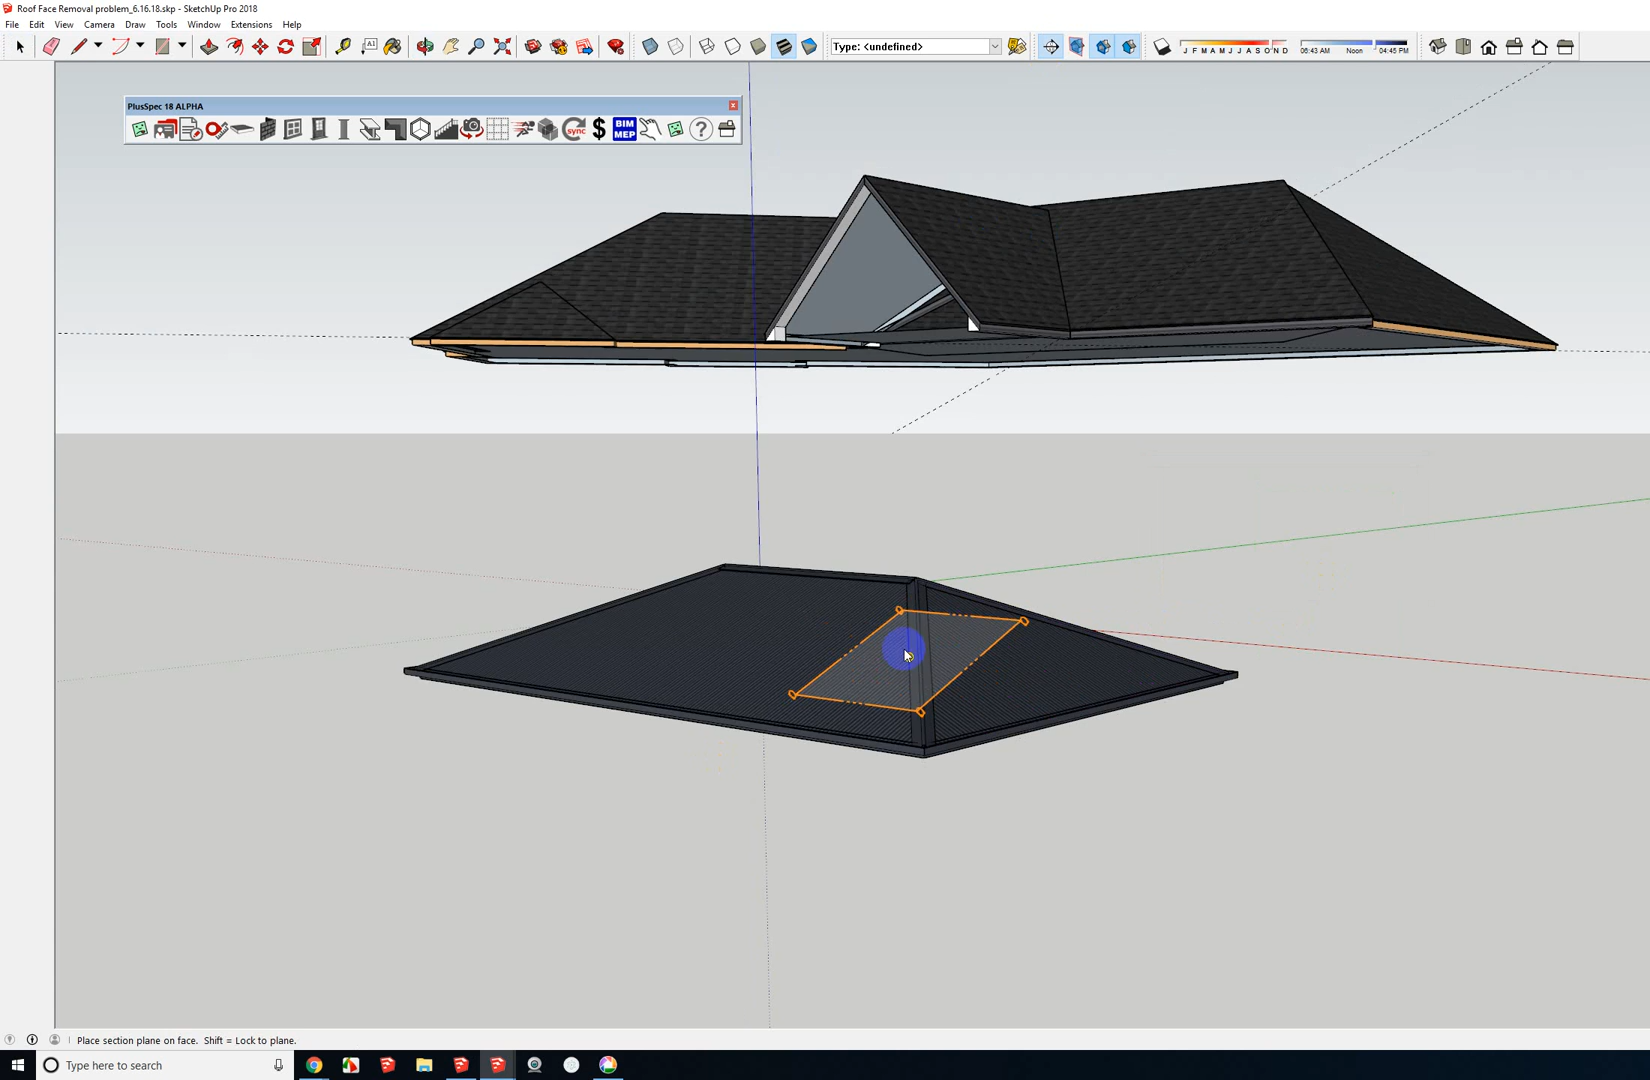 Roof Face Removal problem_6.16.18.skp - SketchUp Pro 2018
File Edit View Camera Draw Tools Window Extensions Help
A1
Type: <undefined>
J F M A M J J A S O N D
06:43 AM Noon 04:45 PM
PlusSpec 18 ALPHA
sync $ BIM MEP ?
Place section plane on face. Shift = Lock to plane.
Type here to search